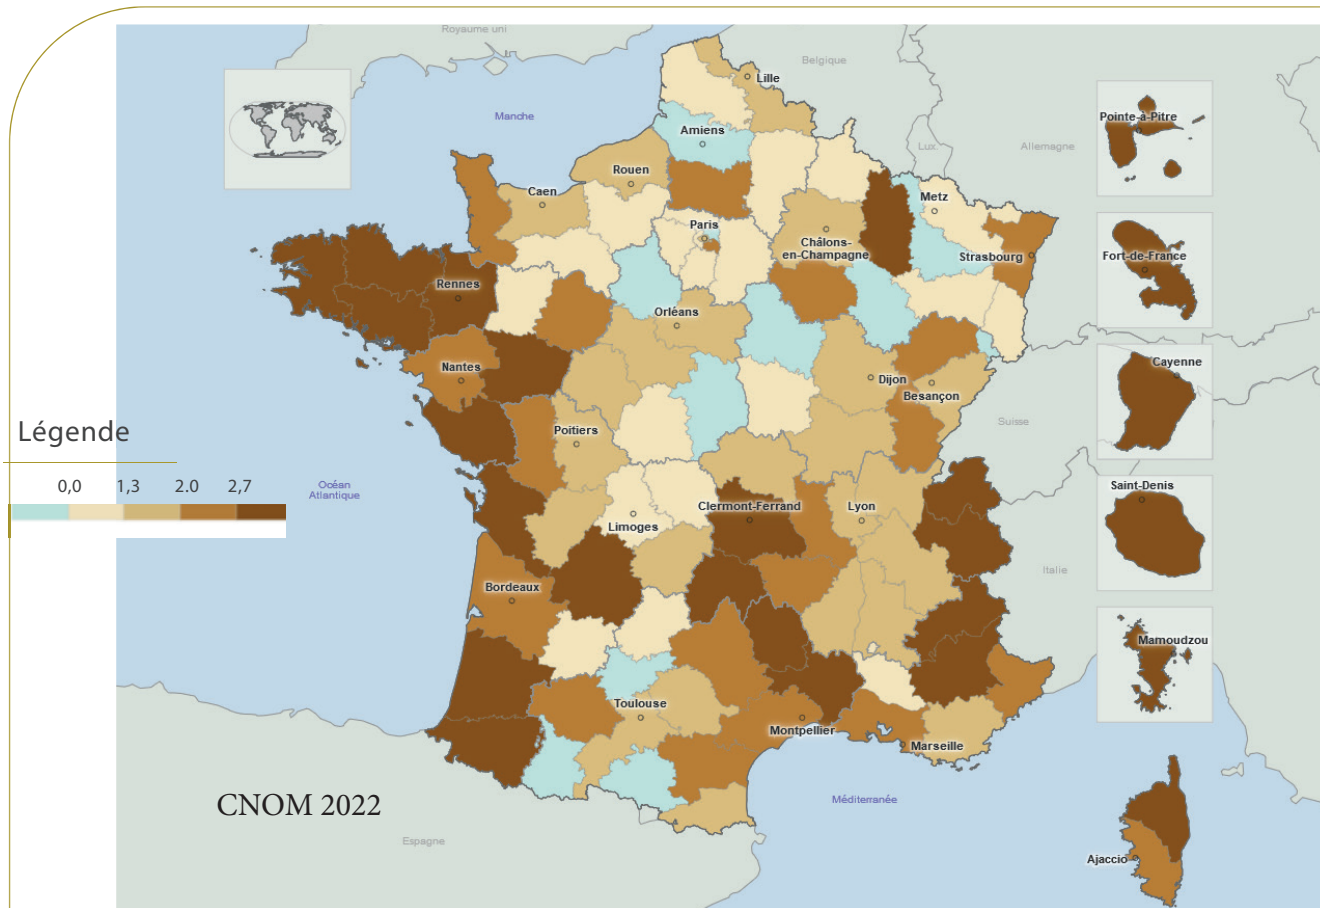 Royaume uni
Belgique
Lille
Manche
Amiens
Lux.
Allemagne
Pointe-à-Pitre
Rouen
Caen
Metz
Paris
Châlons-
en-Champagne
Strasbourg
Fort-de-France
Rennes
Orléans
Nantes
Dijon
Besançon
Cayenne
Légende
Poitiers
Suisse
0,0 1,3 2.0 2,7
Océan
Atlantique
Saint-Denis
Clermont-Ferrand
Lyon
Limoges
Italie
Bordeaux
Mamoudzou
Toulouse
Montpellier
Marseille
CNOM 2022
Méditerranée
Espagne
Ajaccio